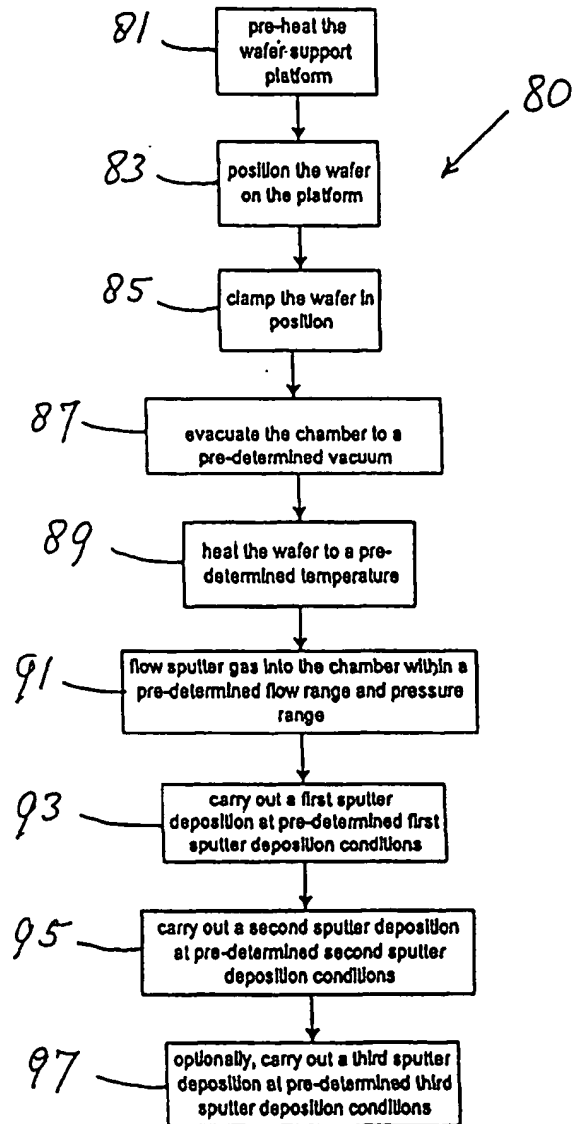 81
pre-heat the
wafer-support
platform
80
83
position the wafer
on the platform
85
clamp the wafer in
position
87
evacuate the chamber to a
pre-determined vacuum
89
heat the wafer to a pre-
determined temperature
91
flow sputter gas into the chamber within a
pre-determined flow range and pressure
range
93
carry out a first sputter
deposition at pre-determined first
sputter deposition conditions
95
carry out a second sputter deposition
at pre-determined second sputter
deposition conditions
97
optionally, carry out a third sputter
deposition at pre-determined third
sputter deposition conditions